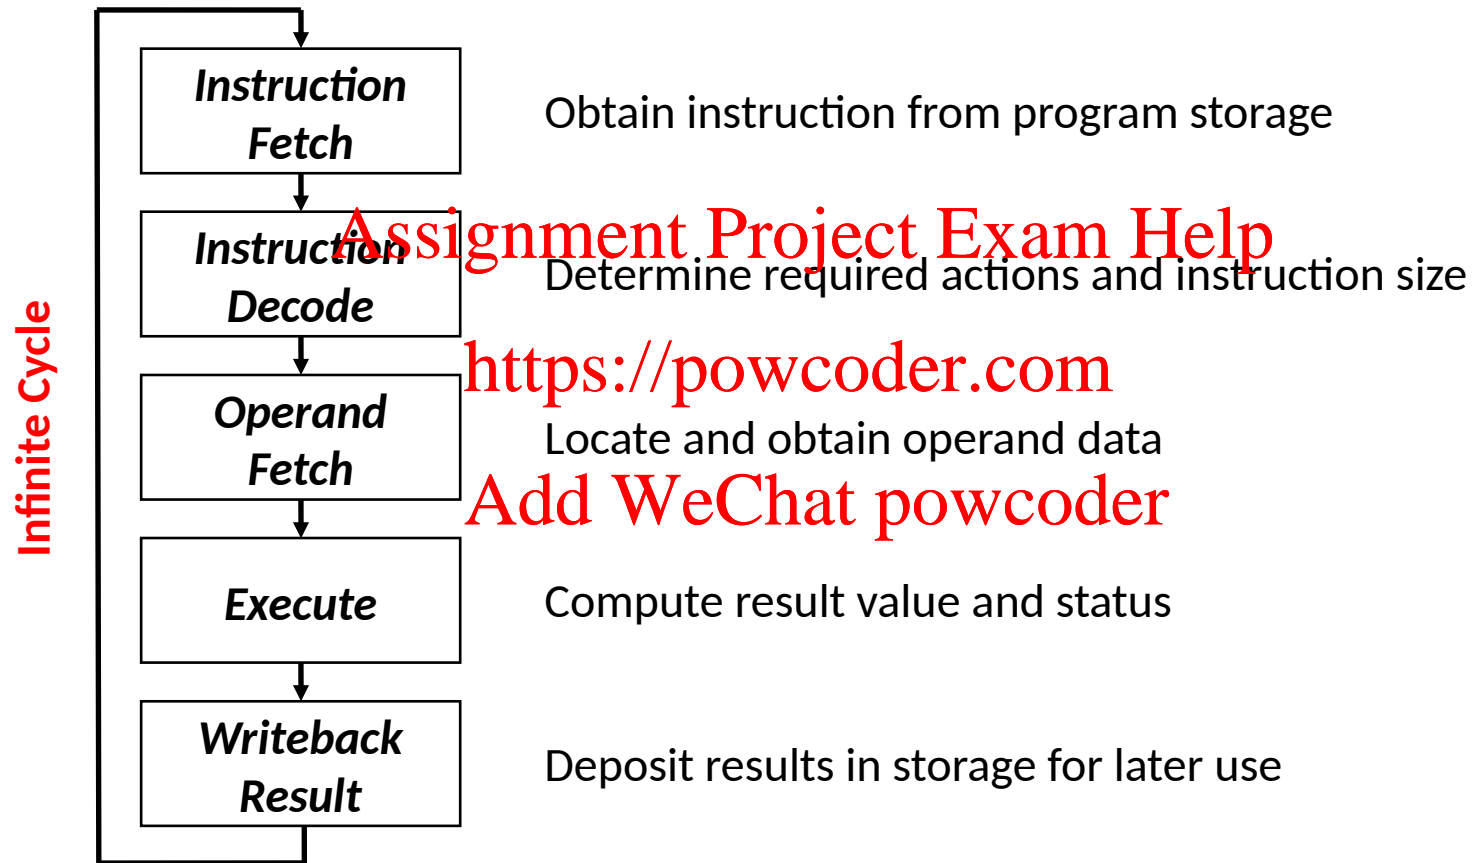 Instruction
Fetch
Obtain instruction from program storage
Assignment Project Exam Help
Instruction
Decode
Determine required actions and instruction size
Infinite Cycle
https://powcoder.com
Operand
Fetch
Locate and obtain operand data
Add WeChat powcoder
Execute
Compute result value and status
Writeback
Result
Deposit results in storage for later use